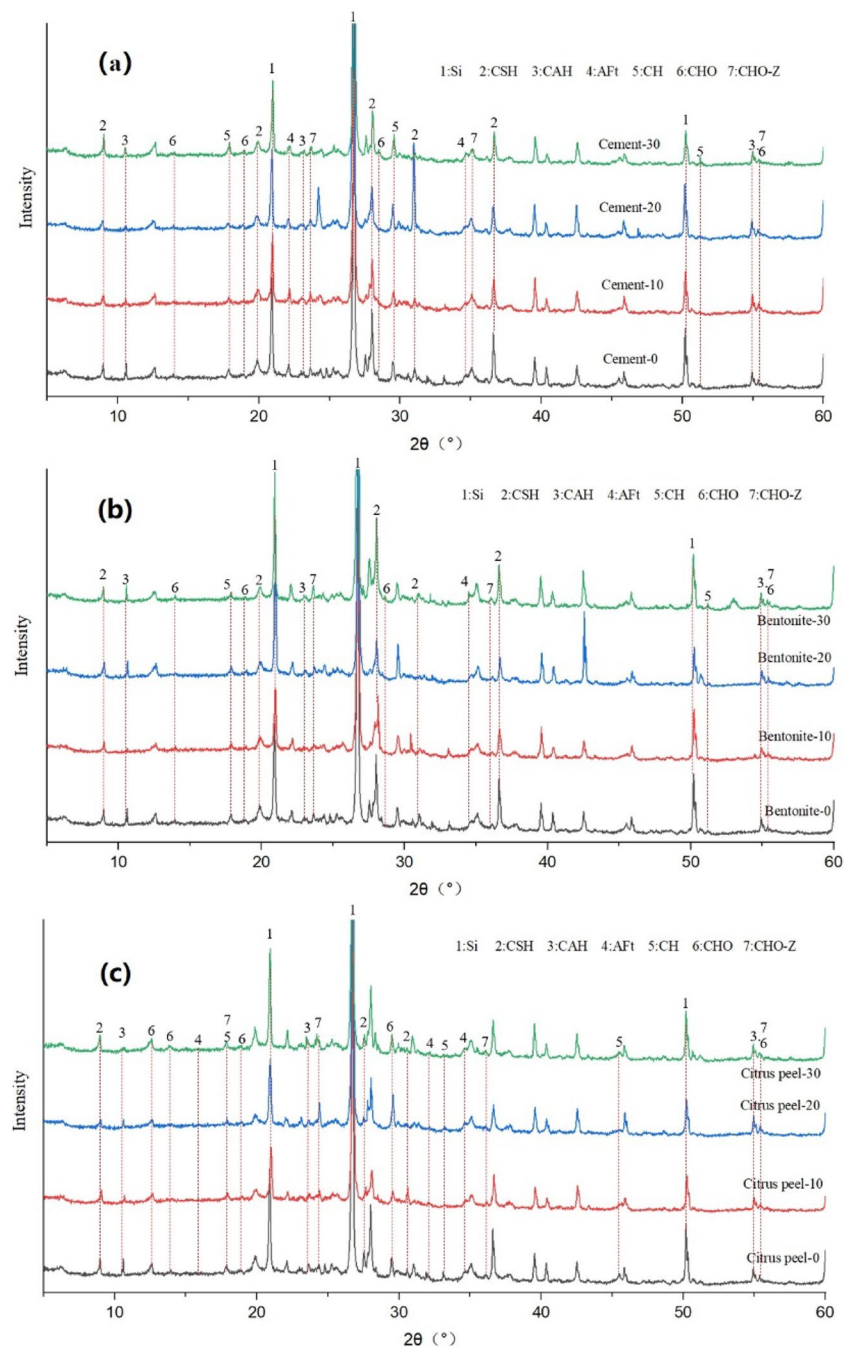 1
(a)
1:Si 2:CSH 3:CAH 4:AFt 5:CH 6:CHO 7:CHO-Z
1
2 3 6 5 6 2 4 3 7 2 6 5 2 4 7 2 1 5 3 7 6
Cement-30
Cement-20
Cement-10
Cement-0
Intensity
10 20 30 40 50 60
2θ（°）
1 1
(b)
1:Si 2:CSH 3:CAH 4:AFt 5:CH 6:CHO 7:CHO-Z
2 3 6 5 6 2 3 7 2 6 2 4 7 2 1 5 3 7 6
Bentonite-30
Bentonite-20
Bentonite-10
Bentonite-0
Intensity
10 20 30 40 50 60
2θ（°）
1
(c)
1:Si 2:CSH 3:CAH 4:AFt 5:CH 6:CHO 7:CHO-Z
1
2 3 6 6 4 7 5 6 3 7 2 6 2 4 5 4 7 5 1 3 7 6
Citrus peel-30
Citrus peel-20
Citrus peel-10
Citrus peel-0
Intensity
10 20 30 40 50 60
2θ（°）